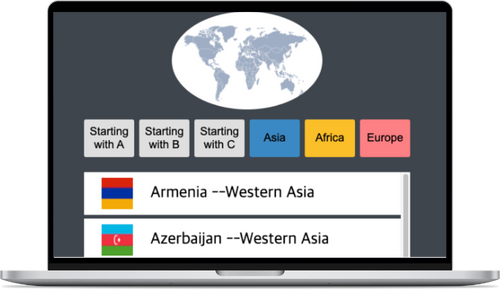 Starting
with A
Starting
with B
Starting
with C
Asia
Africa
Europe
Armenia --Western Asia
Azerbaijan --Western Asia